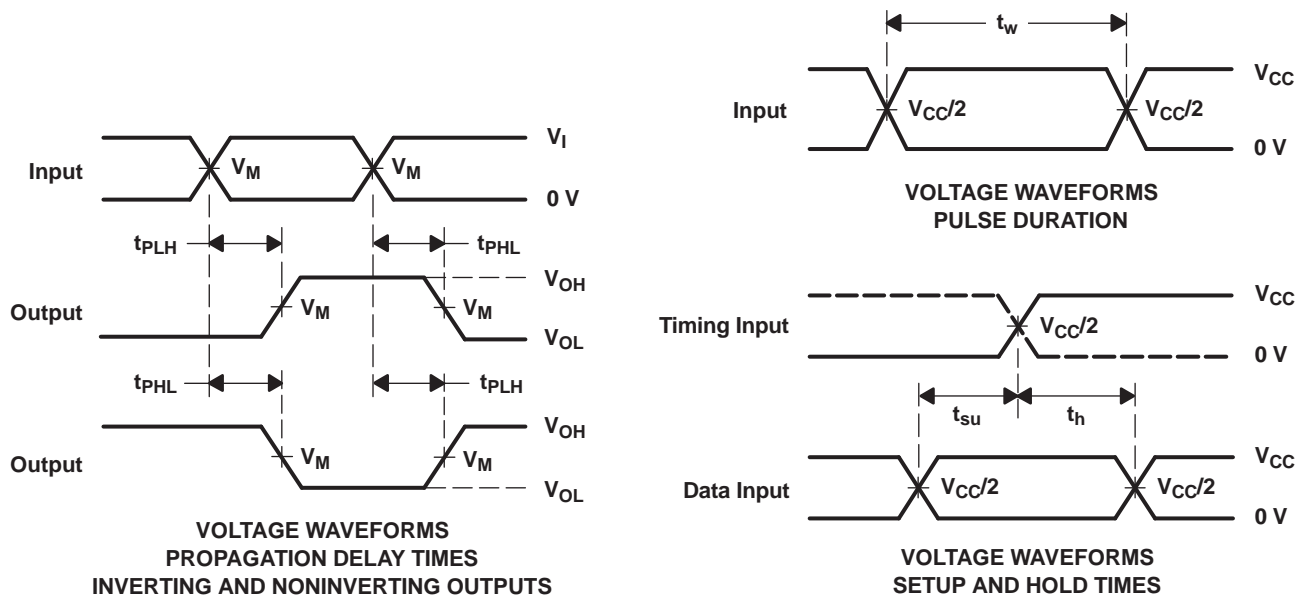 Input
V_I
V_M
V_M
0 V
t_PLH
t_PHL
Output
V_OH
V_M
V_M
V_OL
t_PHL
t_PLH
Output
V_OH
V_M
V_M
V_OL
VOLTAGE WAVEFORMS
PROPAGATION DELAY TIMES
INVERTING AND NONINVERTING OUTPUTS
t_w
Input
V_CC
V_CC/2
V_CC/2
0 V
VOLTAGE WAVEFORMS
PULSE DURATION
Timing Input
V_CC
V_CC/2
0 V
t_su
t_h
Data Input
V_CC
V_CC/2
V_CC/2
0 V
VOLTAGE WAVEFORMS
SETUP AND HOLD TIMES